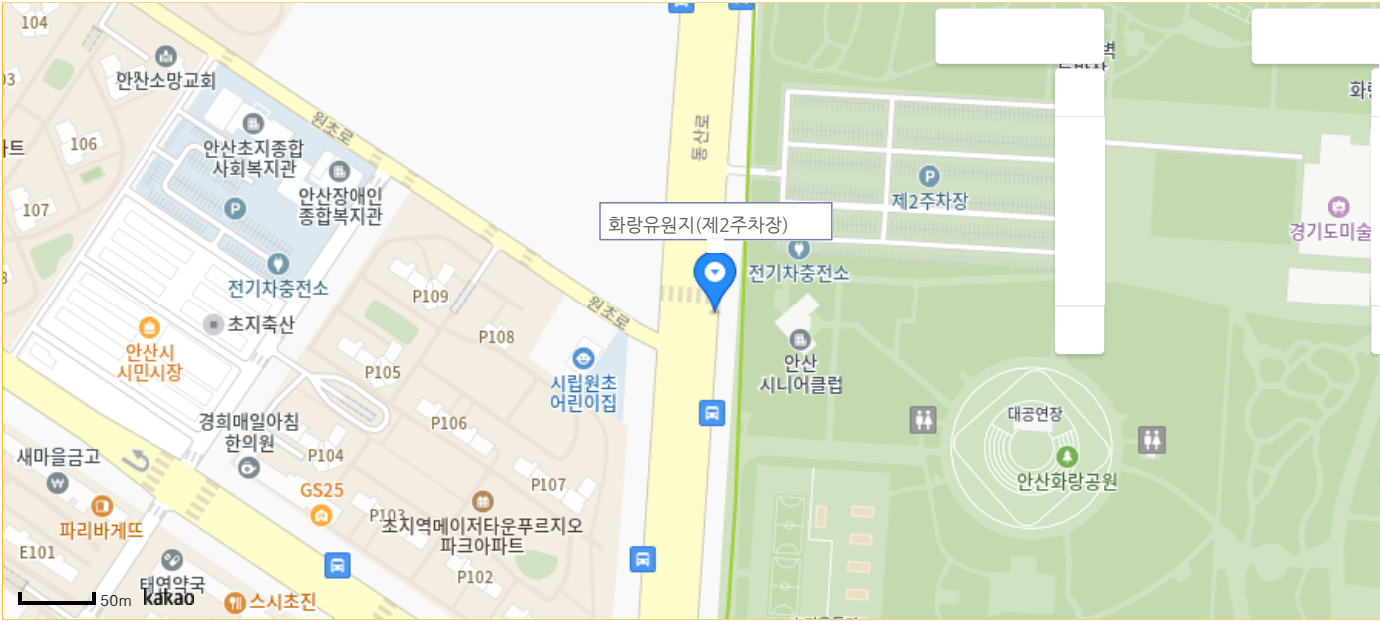 104
안산소망교회
106
안산초지종합
사회복지관
안산장애인
종합복지관
107
원초로
동산로
제2주차장
화랑유원지(제2주차장)
전기차충전소
전기차충전소
경기도미술
P109
초지축산
원초로
P108
안산시
시민시장
P105
시립원초
어린이집
안산
시니어클럽
P106
경희매일아침
한의원
대공연장
P104
새마을금고
안산화랑공원
GS25
P107
P103
초지역메이저타운푸르지오
파크아파트
파리바게뜨
E101
P102
태연약국
50m
kakao
스시초진